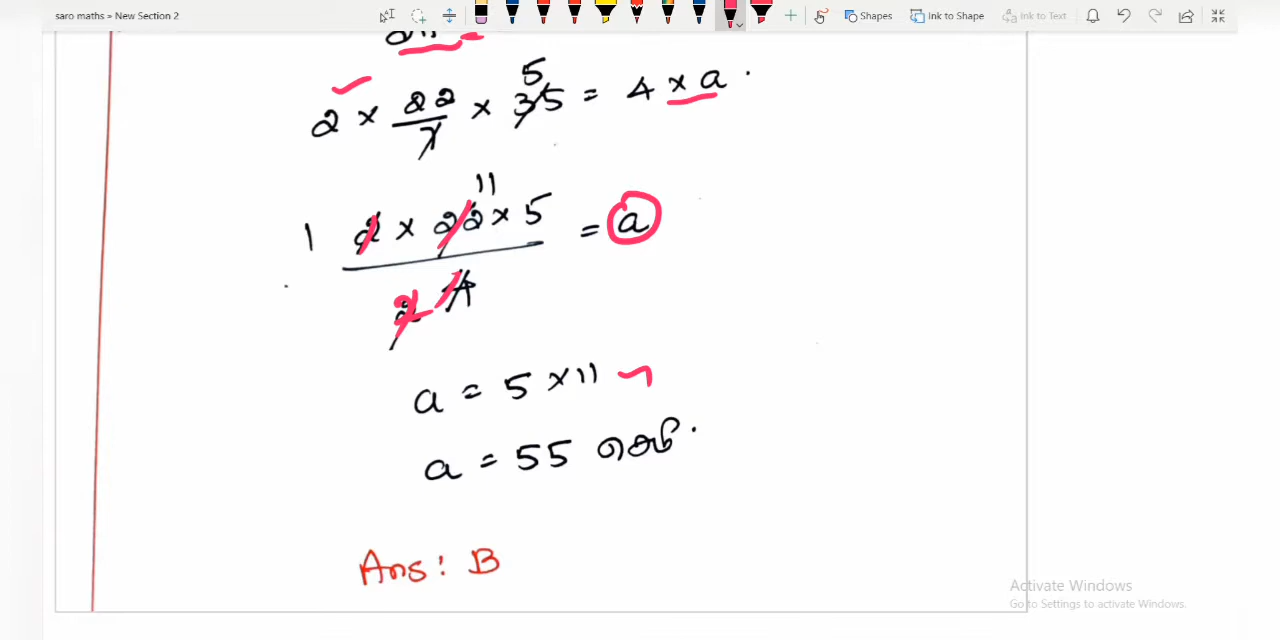 saro maths > New Section 2
Shapes Ink to Shape Ink to Text
2 × 22/7 × 35 5 = 4 × a.
1 2 × 22 11 × 5 = a
2 4
a = 5 × 11
a = 55 செமீ.
Ans: B
Activate Windows
Go to Settings to activate Windows.